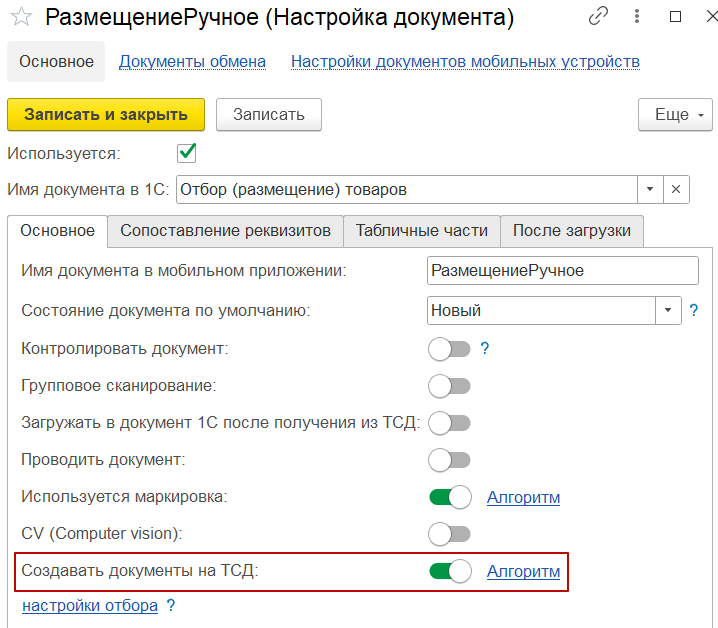 РазмещениеРучное (Настройка документа)
Основное Документы обмена Настройки документов мобильных устройств
Записать и закрыть Записать Еще
Используется:
Имя документа в 1С: Отбор (размещение) товаров
Основное Сопоставление реквизитов Табличные части После загрузки
Имя документа в мобильном приложении: РазмещениеРучное
Состояние документа по умолчанию: Новый ?
Контролировать документ: ?
Групповое сканирование:
Загружать в документ 1С после получения из ТСД:
Проводить документ:
Используется маркировка: Алгоритм
CV (Computer vision):
Создавать документы на ТСД: Алгоритм
настройки отбора ?